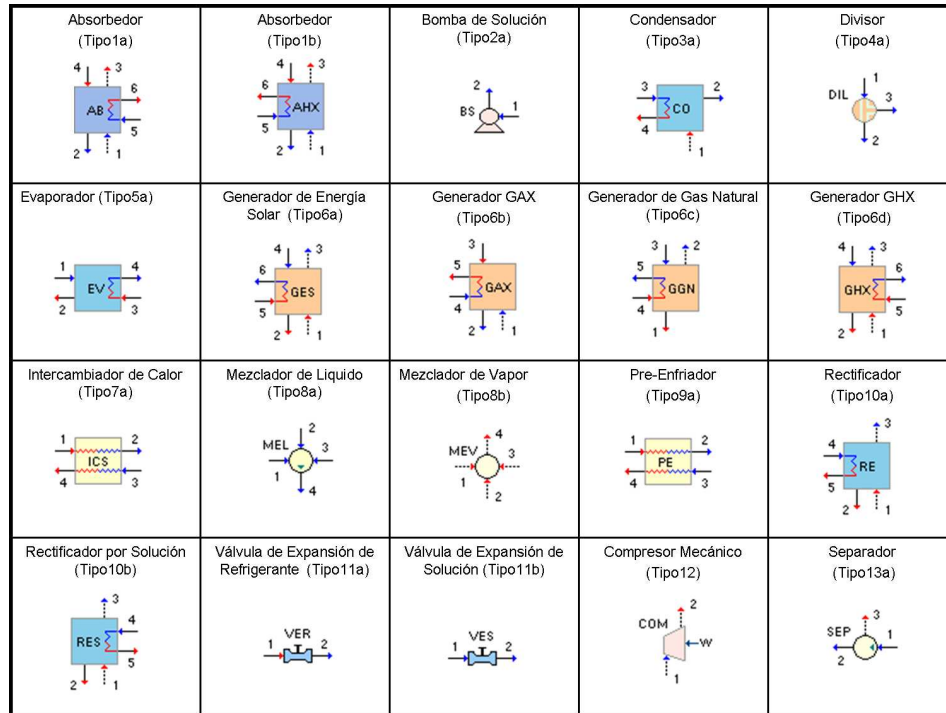 Absorbedor
(Tipo1a)
4
3
6
AB
5
2
1
Absorbedor
(Tipo1b)
4
3
6
AHX
5
2
1
Bomba de Solución
(Tipo2a)
2
BS
1
Condensador
(Tipo3a)
3
2
CO
4
1
Divisor
(Tipo4a)
1
DIL
3
2
Evaporador (Tipo5a)
1
4
EV
2
3
Generador de Energía
Solar (Tipo6a)
4
3
6
GES
5
2
1
Generador GAX
(Tipo6b)
3
5
GAX
4
2
1
Generador de Gas Natural
(Tipo6c)
3
2
5
GGN
4
1
Generador GHX
(Tipo6d)
4
3
6
GHX
5
2
1
Intercambiador de Calor
(Tipo7a)
1
2
ICS
4
3
Mezclador de Liquido
(Tipo8a)
2
MEL
3
1
4
Mezclador de Vapor
(Tipo8b)
4
MEV
3
1
2
Pre-Enfriador
(Tipo9a)
1
2
PE
4
3
Rectificador
(Tipo10a)
3
4
RE
5
2
1
Rectificador por Solución
(Tipo10b)
3
4
RES
5
2
1
Válvula de Expansión de
Refrigerante (Tipo11a)
VER
1
2
Válvula de Expansión de
Solución (Tipo11b)
VES
1
2
Compresor Mecánico
(Tipo12)
2
COM
W
1
Separador
(Tipo13a)
3
SEP
1
2